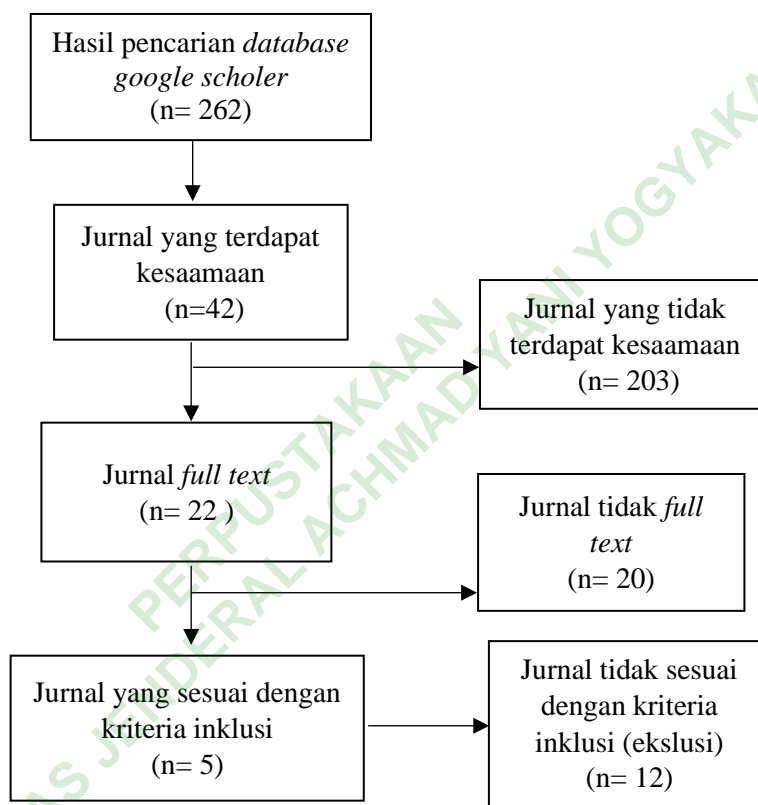 Hasil pencarian database
google scholer
(n= 262)
Jurnal yang terdapat
kesaamaan
(n=42)
Jurnal yang tidak
terdapat kesaamaan
(n= 203)
Jurnal full text
(n= 22 )
Jurnal tidak full
text
(n= 20)
Jurnal yang sesuai dengan
kriteria inklusi
(n= 5)
Jurnal tidak sesuai
dengan kriteria
inklusi (ekslusi)
(n= 12)
PERPUSTAKAAN
AS JENDERAL ACHMAD YANI YOGYAKA